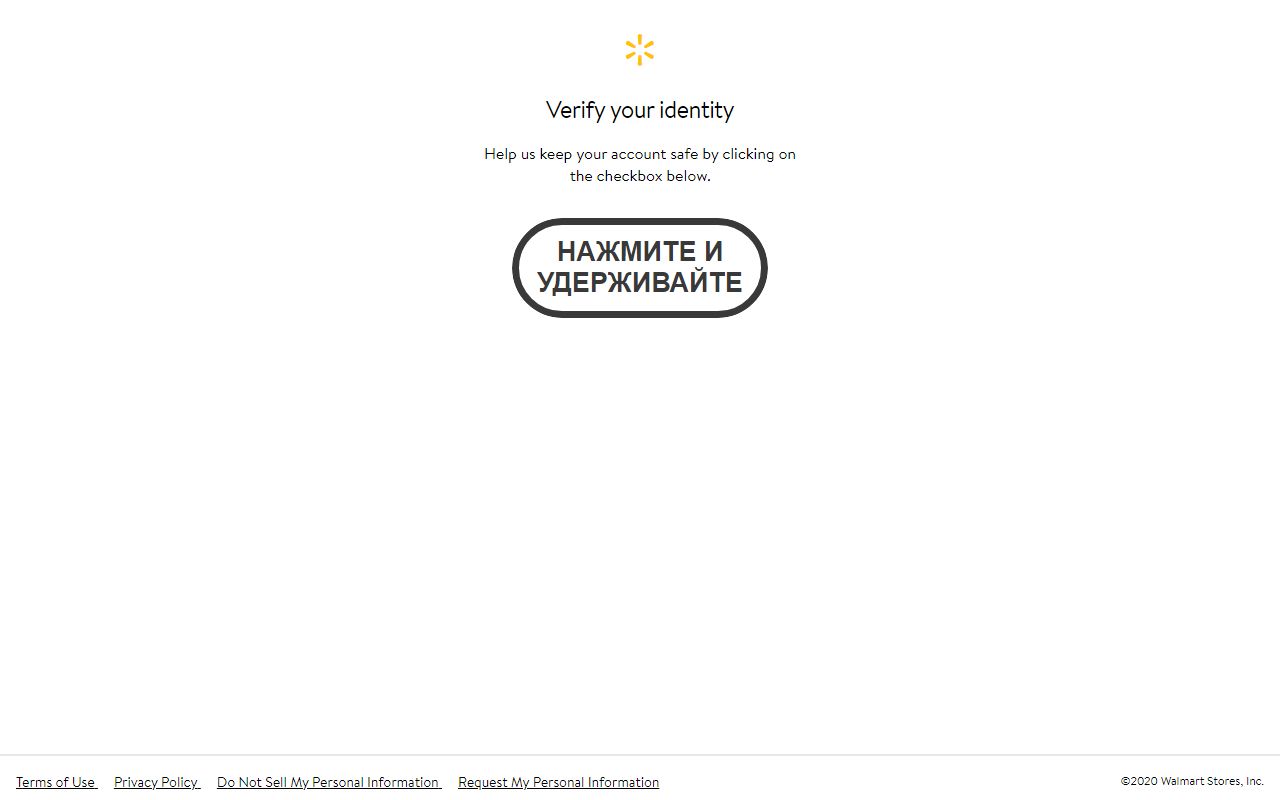 Verify your identity
Help us keep your account safe by clicking on
the checkbox below.
НАЖМИТЕ И
УДЕРЖИВАЙТЕ
Terms of Use Privacy Policy Do Not Sell My Personal Information Request My Personal Information ©2020 Walmart Stores, Inc.